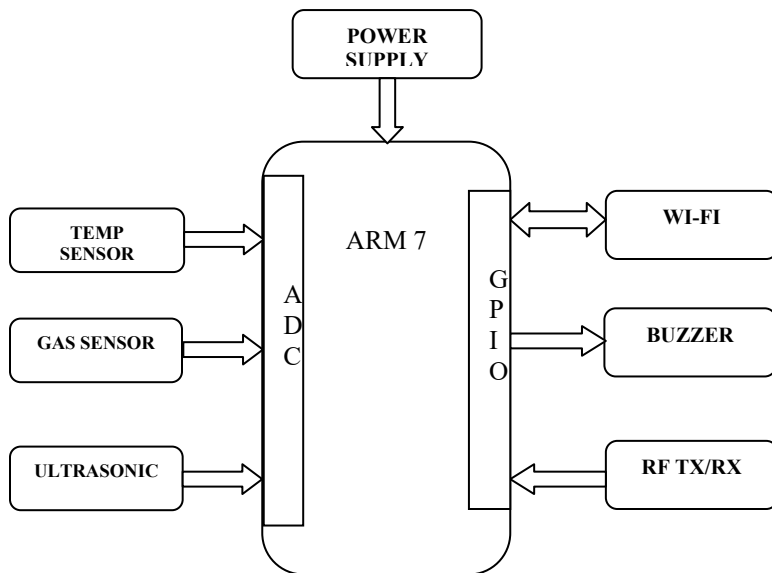 POWER
SUPPLY
TEMP
SENSOR
GAS SENSOR
ULTRASONIC
A
D
C
ARM 7
G
P
I
O
WI-FI
BUZZER
RF TX/RX